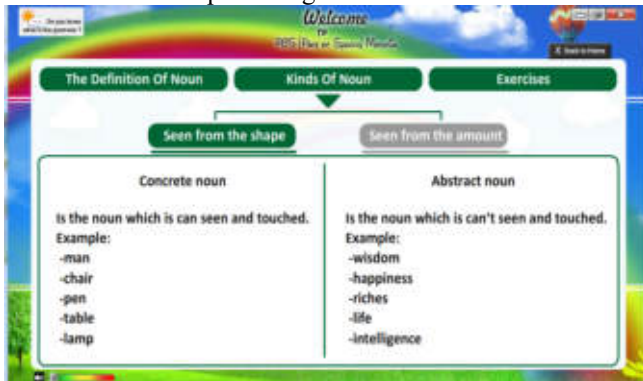 Welcome
The Definition Of Noun
Kinds Of Noun
Exercises
Seen from the shape
Seen from the amount
Concrete noun
Is the noun which is can seen and touched.
Example:
-man
-chair
-pen
-table
-lamp
Abstract noun
Is the noun which is can't seen and touched.
Example:
-wisdom
-happiness
-riches
-life
-intelligence